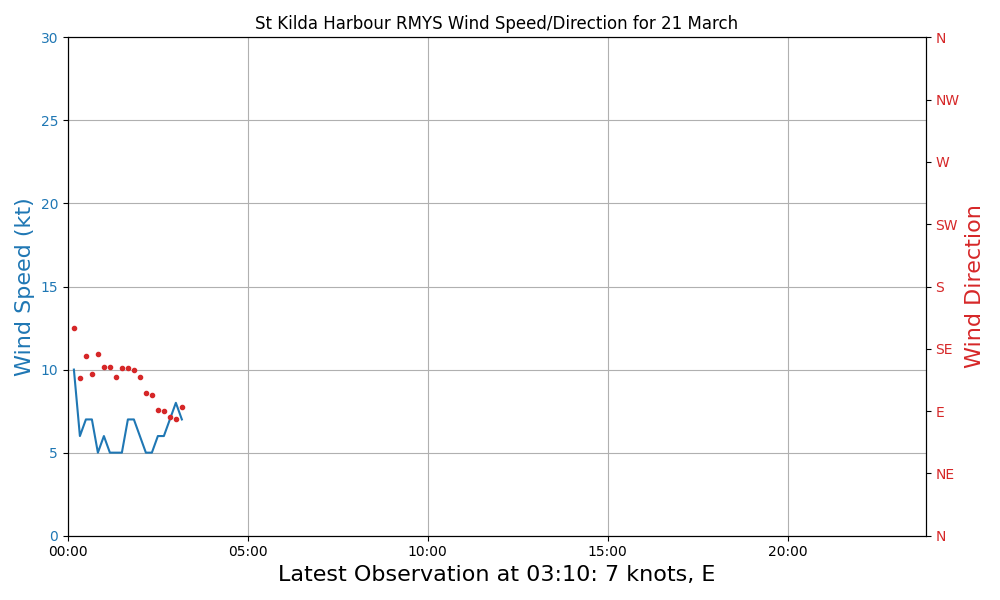 St Kilda Harbour RMYS Wind Speed/Direction for 21 March
30
25
20
15
10
5
0
Wind Speed (kt)
N
NW
W
SW
S
SE
E
NE
N
Wind Direction
00:00
05:00
10:00
15:00
20:00
Latest Observation at 03:10: 7 knots, E